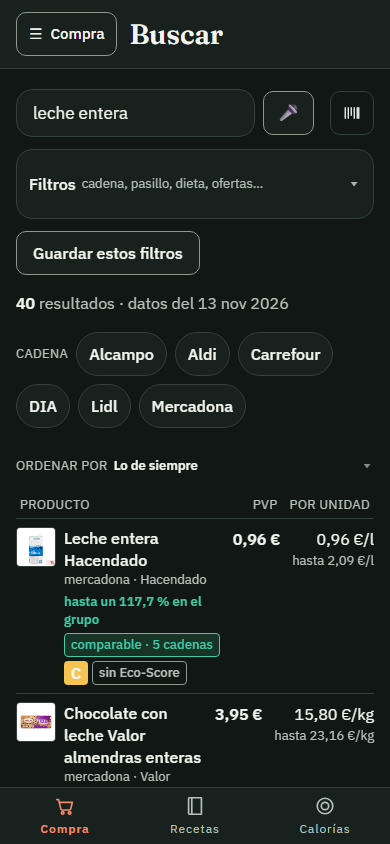 ☰ Compra Buscar
leche entera
Filtros cadena, pasillo, dieta, ofertas...
Guardar estos filtros
40 resultados · datos del 13 nov 2026
CADENA Alcampo Aldi Carrefour
DIA Lidl Mercadona
ORDENAR POR Lo de siempre
PRODUCTO PVP POR UNIDAD
Leche entera 0,96 € 0,96 €/l
Hacendado hasta 2,09 €/l
mercadona · Hacendado
hasta un 117,7 % en el
grupo
comparable · 5 cadenas
C sin Eco-Score
Chocolate con 3,95 € 15,80 €/kg
leche Valor hasta 23,16 €/kg
almendras enteras
mercadona · Valor
Compra Recetas Calorías